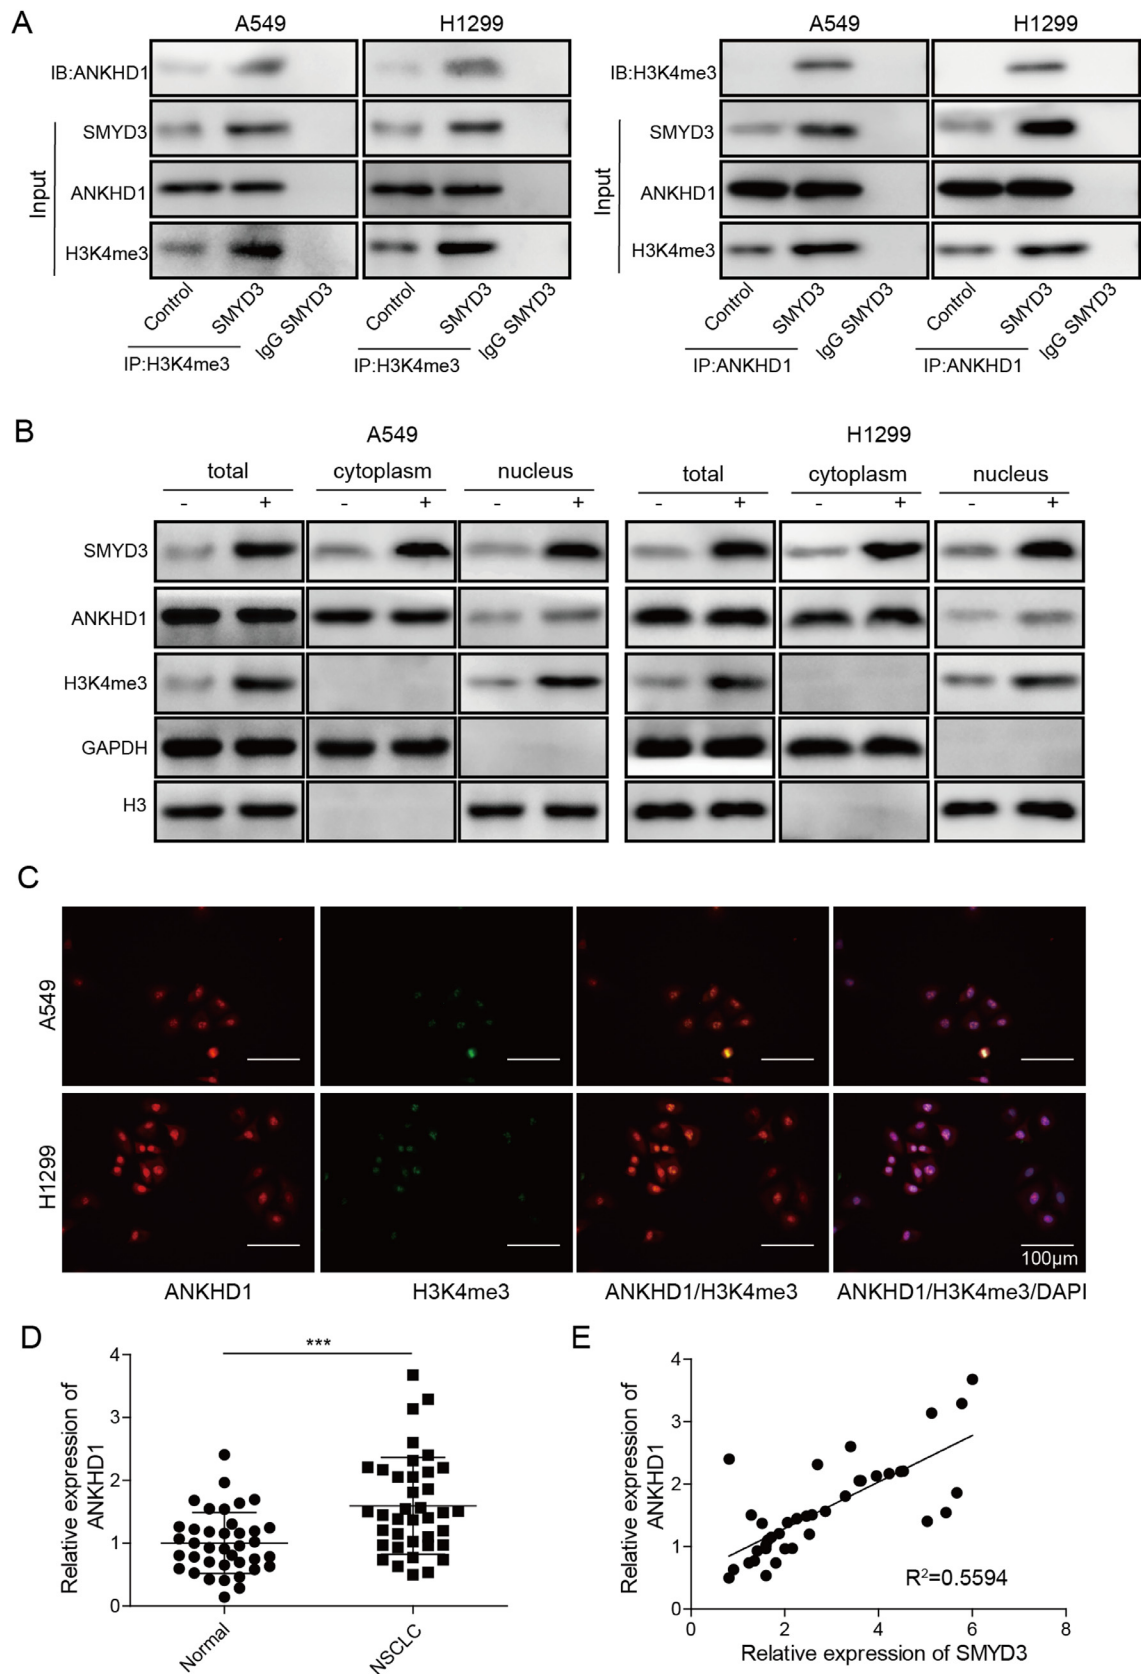 A
A549
H1299
A549
H1299
IB:ANKHD1
IB:H3K4me3
Input
SMYD3
ANKHD1
H3K4me3
Input
SMYD3
ANKHD1
H3K4me3
Control
SMYD3
IgG SMYD3
Control
SMYD3
IgG SMYD3
Control
SMYD3
IgG SMYD3
Control
SMYD3
IgG SMYD3
IP:H3K4me3
IP:H3K4me3
IP:ANKHD1
IP:ANKHD1
B
A549
H1299
total
cytoplasm
nucleus
total
cytoplasm
nucleus
- + - + - + - + - + - +
SMYD3
ANKHD1
H3K4me3
GAPDH
H3
C
A549
H1299
100μm
ANKHD1
H3K4me3
ANKHD1/H3K4me3
ANKHD1/H3K4me3/DAPI
D
***
Relative expression of
ANKHD1
4
3
2
1
0
Normal
NSCLC
E
Relative expression of
ANKHD1
4
3
2
1
0
R²=0.5594
0 2 4 6 8
Relative expression of SMYD3